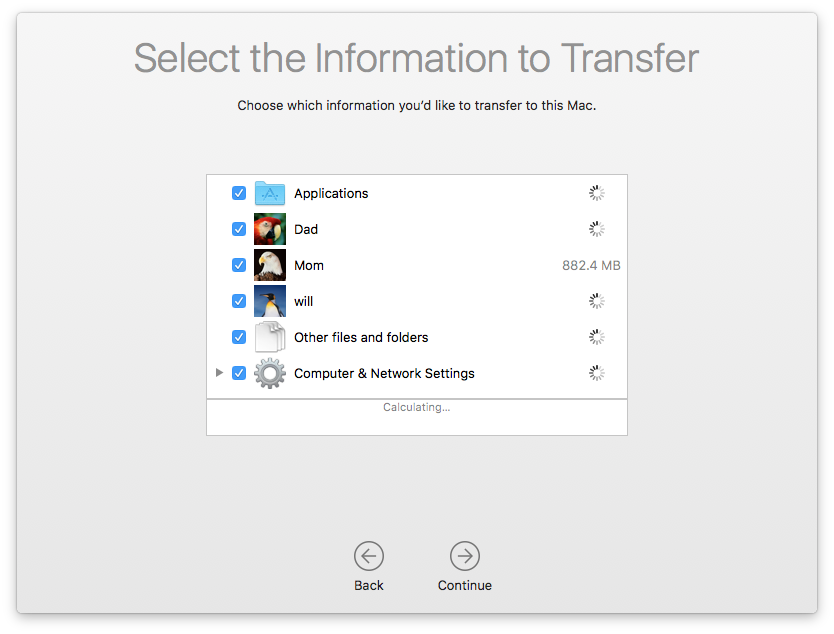 Select the Information to Transfer
Choose which information you’d like to transfer to this Mac.
Applications
Dad
Mom 882.4 MB
will
Other files and folders
Computer & Network Settings
Calculating...
Back Continue